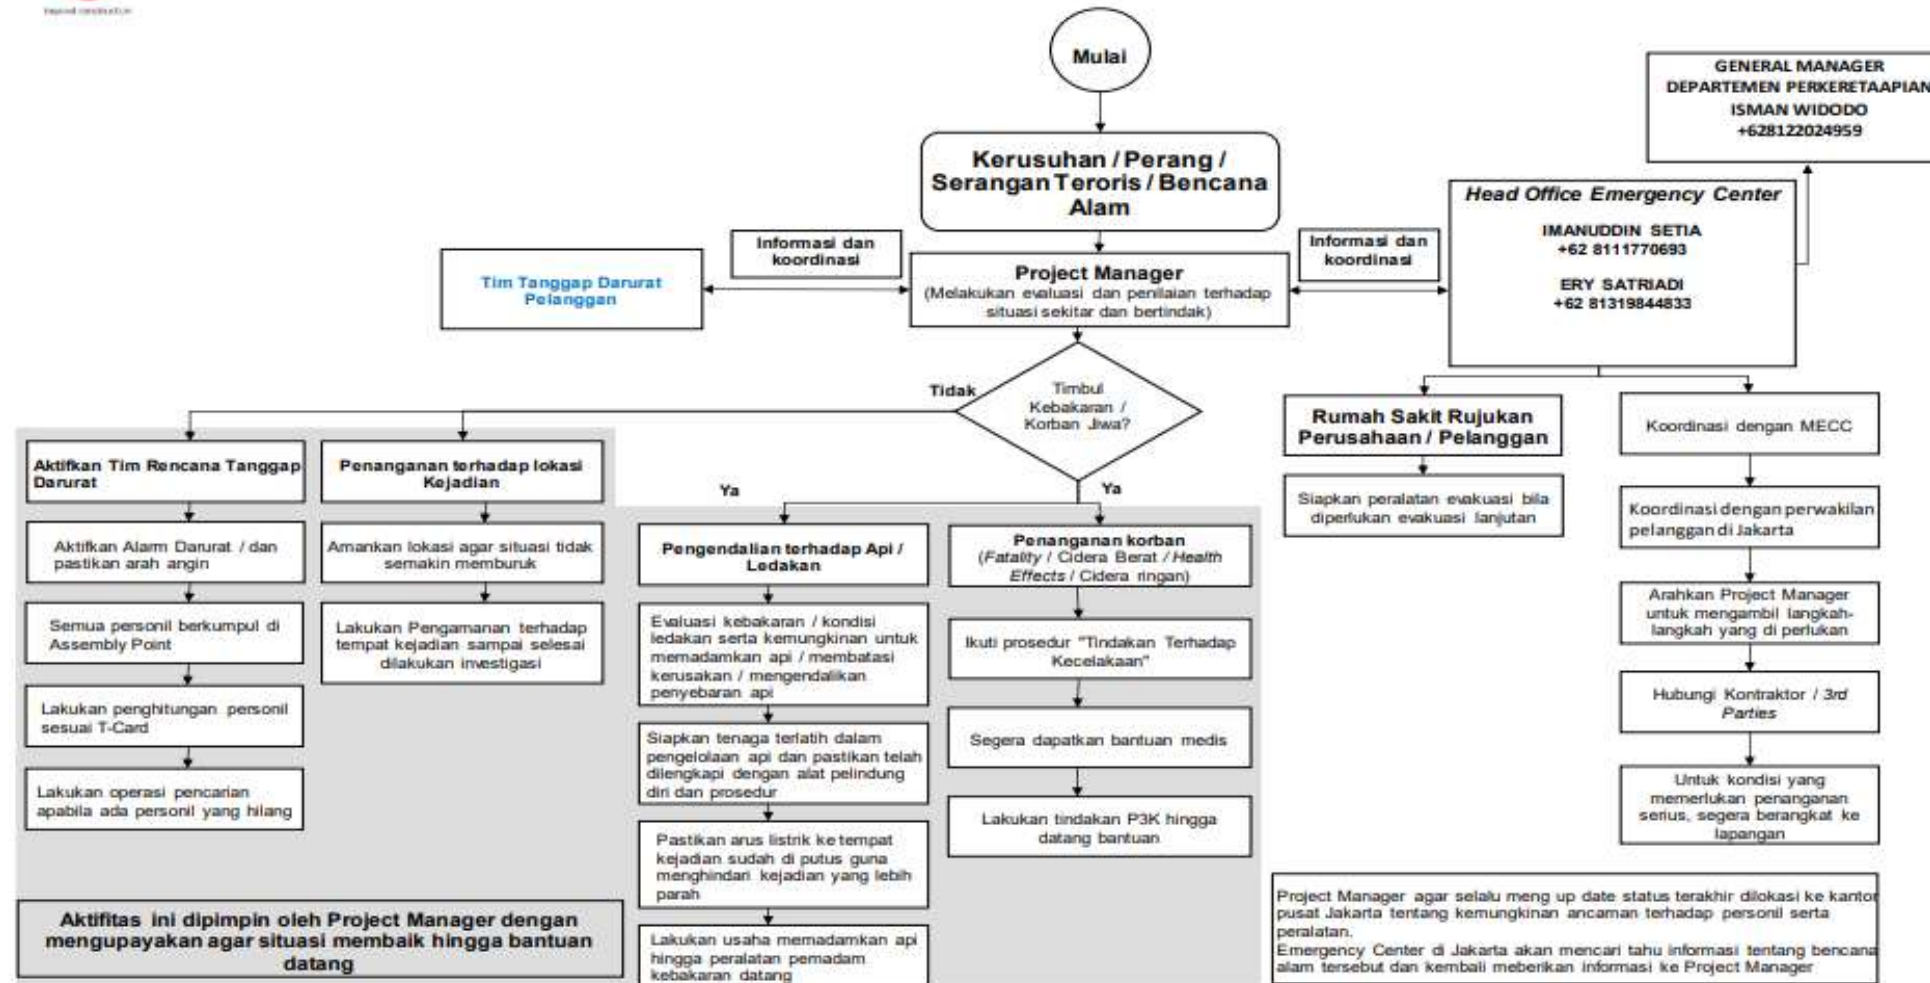 Mulai
GENERAL MANAGER
DEPARTEMEN PERKERETAAPIAN
ISMAN WIDODO
+628122024959
Kerusuhan / Perang /
Serangan Teroris / Bencana
Alam
Head Office Emergency Center
IMANUDDIN SETIA
+62 8111770693
ERY SATRIADI
+62 81319844833
Informasi dan
koordinasi
Informasi dan
koordinasi
Tim Tanggap Darurat
Pelanggan
Project Manager
(Melakukan evaluasi dan penilaian terhadap
situasi sekitar dan bertindak)
Tidak
Timbul
Kebakaran /
Korban Jiwa?
Ya
Ya
Aktifkan Tim Rencana Tanggap
Darurat
Aktifkan Alarm Darurat / dan
pastikan arah angin
Semua personil berkumpul di
Assembly Point
Lakukan penghitungan personil
sesuai T-Card
Lakukan operasi pencarian
apabila ada personil yang hilang
Penanganan terhadap lokasi
Kejadian
Amankan lokasi agar situasi tidak
semakin memburuk
Lakukan Pengamanan terhadap
tempat kejadian sampai selesai
dilakukan investigasi
Pengendalian terhadap Api /
Ledakan
Evaluasi kebakaran / kondisi
ledakan serta kemungkinan untuk
memadamkan api / membatasi
kerusakan / mengendalikan
penyebaran api
Siapkan tenaga terlatih dalam
pengelolaan api dan pastikan telah
dilengkapi dengan alat pelindung
diri dan prosedur
Pastikan arus listrik ke tempat
kejadian sudah di putus guna
menghindari kejadian yang lebih
parah
Lakukan usaha memadamkan api
hingga peralatan pemadam
kebakaran datang
Penanganan korban
(Fatality / Cidera Berat / Health
Effects / Cidera ringan)
Ikuti prosedur "Tindakan Terhadap
Kecelakaan"
Segera dapatkan bantuan medis
Lakukan tindakan P3K hingga
datang bantuan
Rumah Sakit Rujukan
Perusahaan / Pelanggan
Siapkan peralatan evakuasi bila
diperlukan evakuasi lanjutan
Koordinasi dengan MECC
Koordinasi dengan perwakilan
pelanggan di Jakarta
Arahkan Project Manager
untuk mengambil langkah-
langkah yang di perlukan
Hubungi Kontraktor / 3rd
Parties
Untuk kondisi yang
memerlukan penanganan
serius, segera berangkat ke
lapangan
Aktifitas ini dipimpin oleh Project Manager dengan
mengupayakan agar situasi membaik hingga bantuan
datang
Project Manager agar selalu meng up date status terakhir dilokasi ke kantor
pusat Jakarta tentang kemungkinan ancaman terhadap personil serta
peralatan.
Emergency Center di Jakarta akan mencari tahu informasi tentang bencana
alam tersebut dan kembali meberikan informasi ke Project Manager